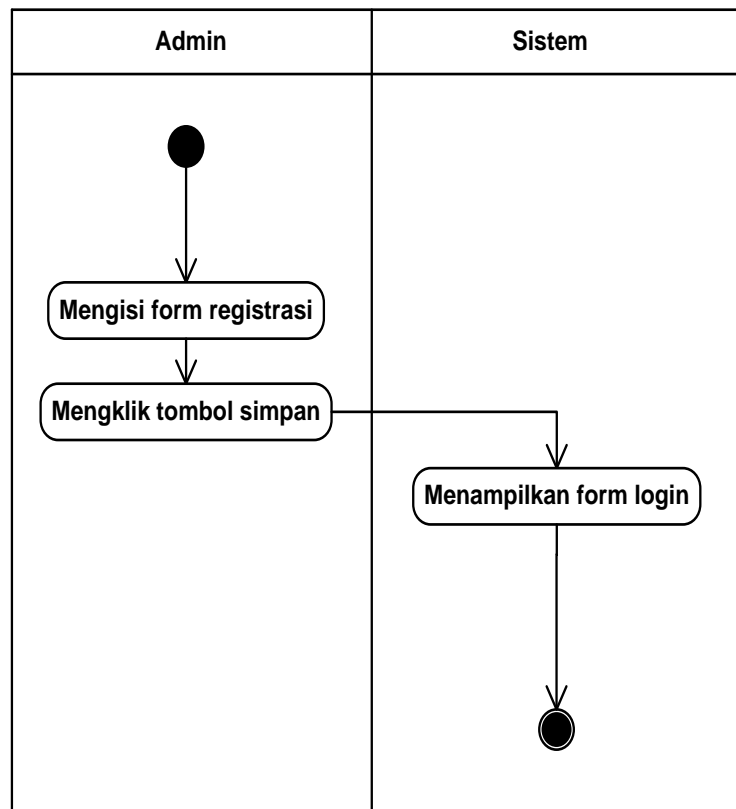 Admin
Sistem
Mengisi form registrasi
Mengklik tombol simpan
Menampilkan form login